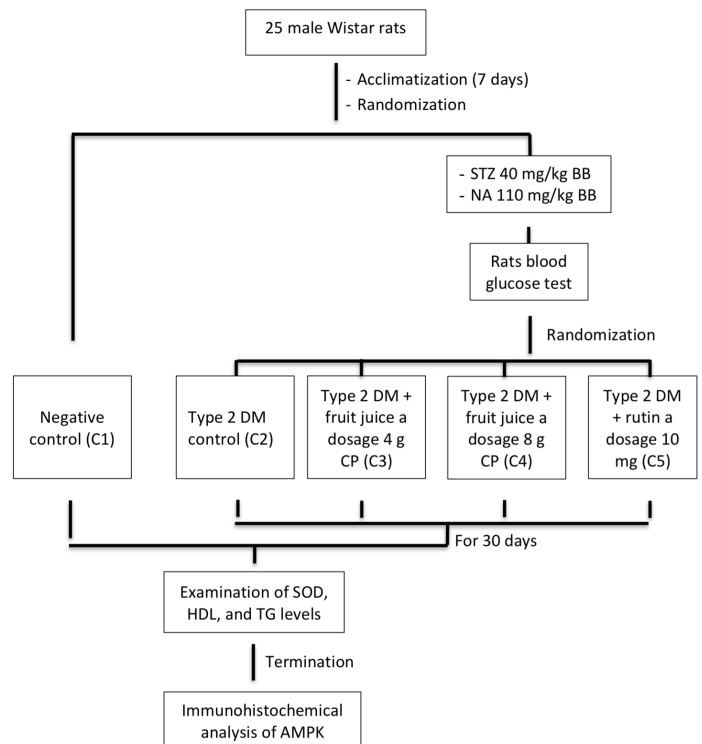 25 male Wistar rats
- Acclimatization (7 days)
- Randomization
- STZ 40 mg/kg BB
- NA 110 mg/kg BB
Rats blood
glucose test
Randomization
Negative
control (C1)
Type 2 DM
control (C2)
Type 2 DM +
fruit juice a
dosage 4 g
CP (C3)
Type 2 DM +
fruit juice a
dosage 8 g
CP (C4)
Type 2 DM
+ rutin a
dosage 10
mg (C5)
For 30 days
Examination of SOD,
HDL, and TG levels
Termination
Immunohistochemical
analysis of AMPK